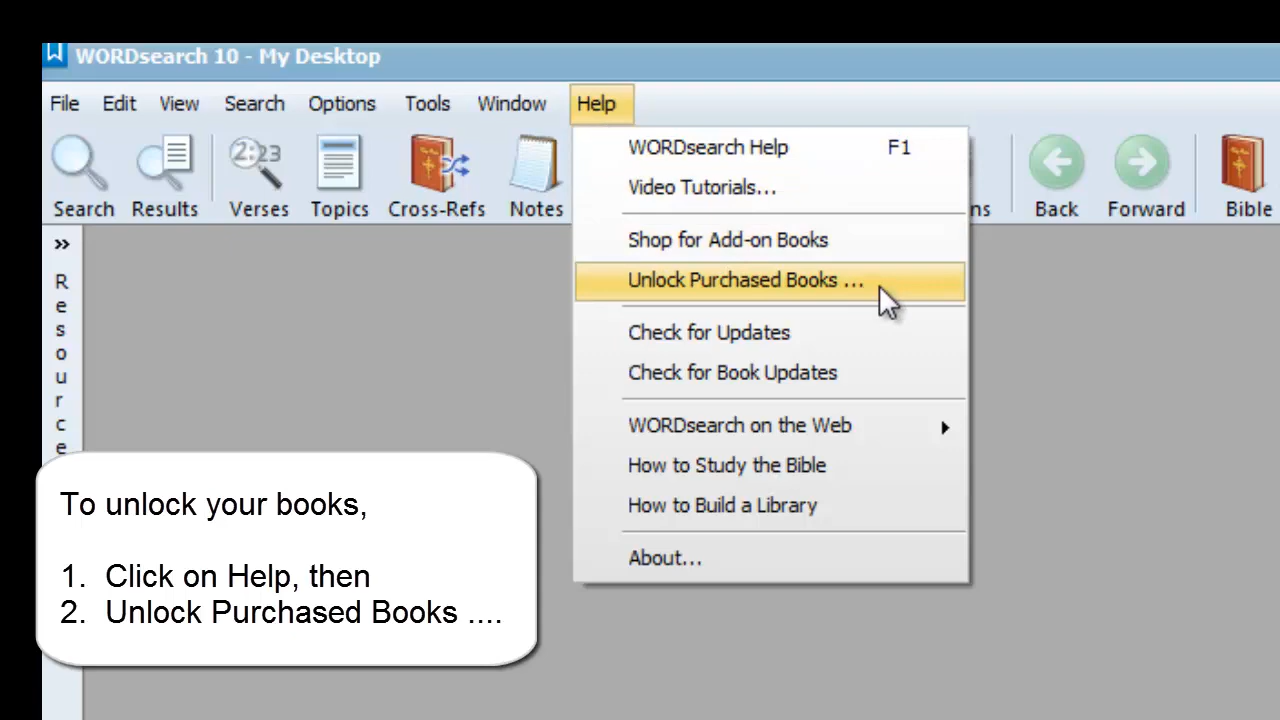 WORDsearch 10 - My Desktop
File Edit View Search Options Tools Window Help
Search Results 2:23 Verses Topics Cross-Refs Notes ns Back Forward Bible
WORDsearch Help F1
Video Tutorials...
Shop for Add-on Books
Unlock Purchased Books ...
Check for Updates
Check for Book Updates
WORDsearch on the Web
How to Study the Bible
How to Build a Library
About...
»
R
e
s
o
u
r
c
e
To unlock your books,
1. Click on Help, then
2. Unlock Purchased Books ....